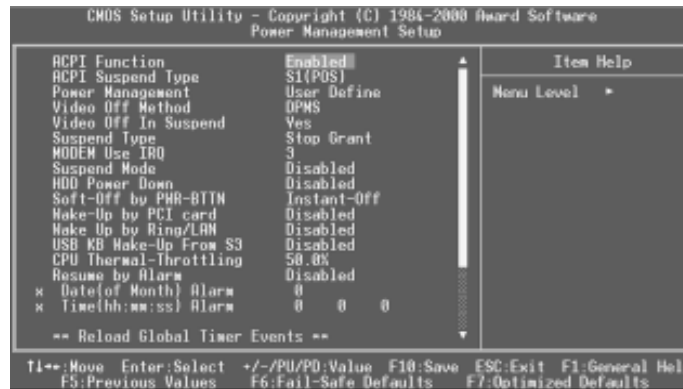 CMOS Setup Utility - Copyright (C) 1984-2000 Award Software
Power Management Setup
ACPI Function Enabled
ACPI Suspend Type S1(POS)
Power Management User Define
Video Off Method DPMS
Video Off In Suspend Yes
Suspend Type Stop Grant
MODEM Use IRQ 3
Suspend Mode Disabled
HDD Power Down Disabled
Soft-Off by PWR-BTTN Instant-Off
Wake-Up by PCI card Disabled
Wake Up by Ring/LAN Disabled
USB KB Wake-Up From S3 Disabled
CPU Thermal-Throttling 50.0%
Resume by Alarm Disabled
x Date(of Month) Alarm 0
x Time(hh:mm:ss) Alarm 0 0 0
** Reload Global Timer Events **
Item Help
Menu Level ▸
↑↓→←:Move Enter:Select +/-/PU/PD:Value F10:Save ESC:Exit F1:General Hel
F5:Previous Values F6:Fail-Safe Defaults F7:Optimized Defaults